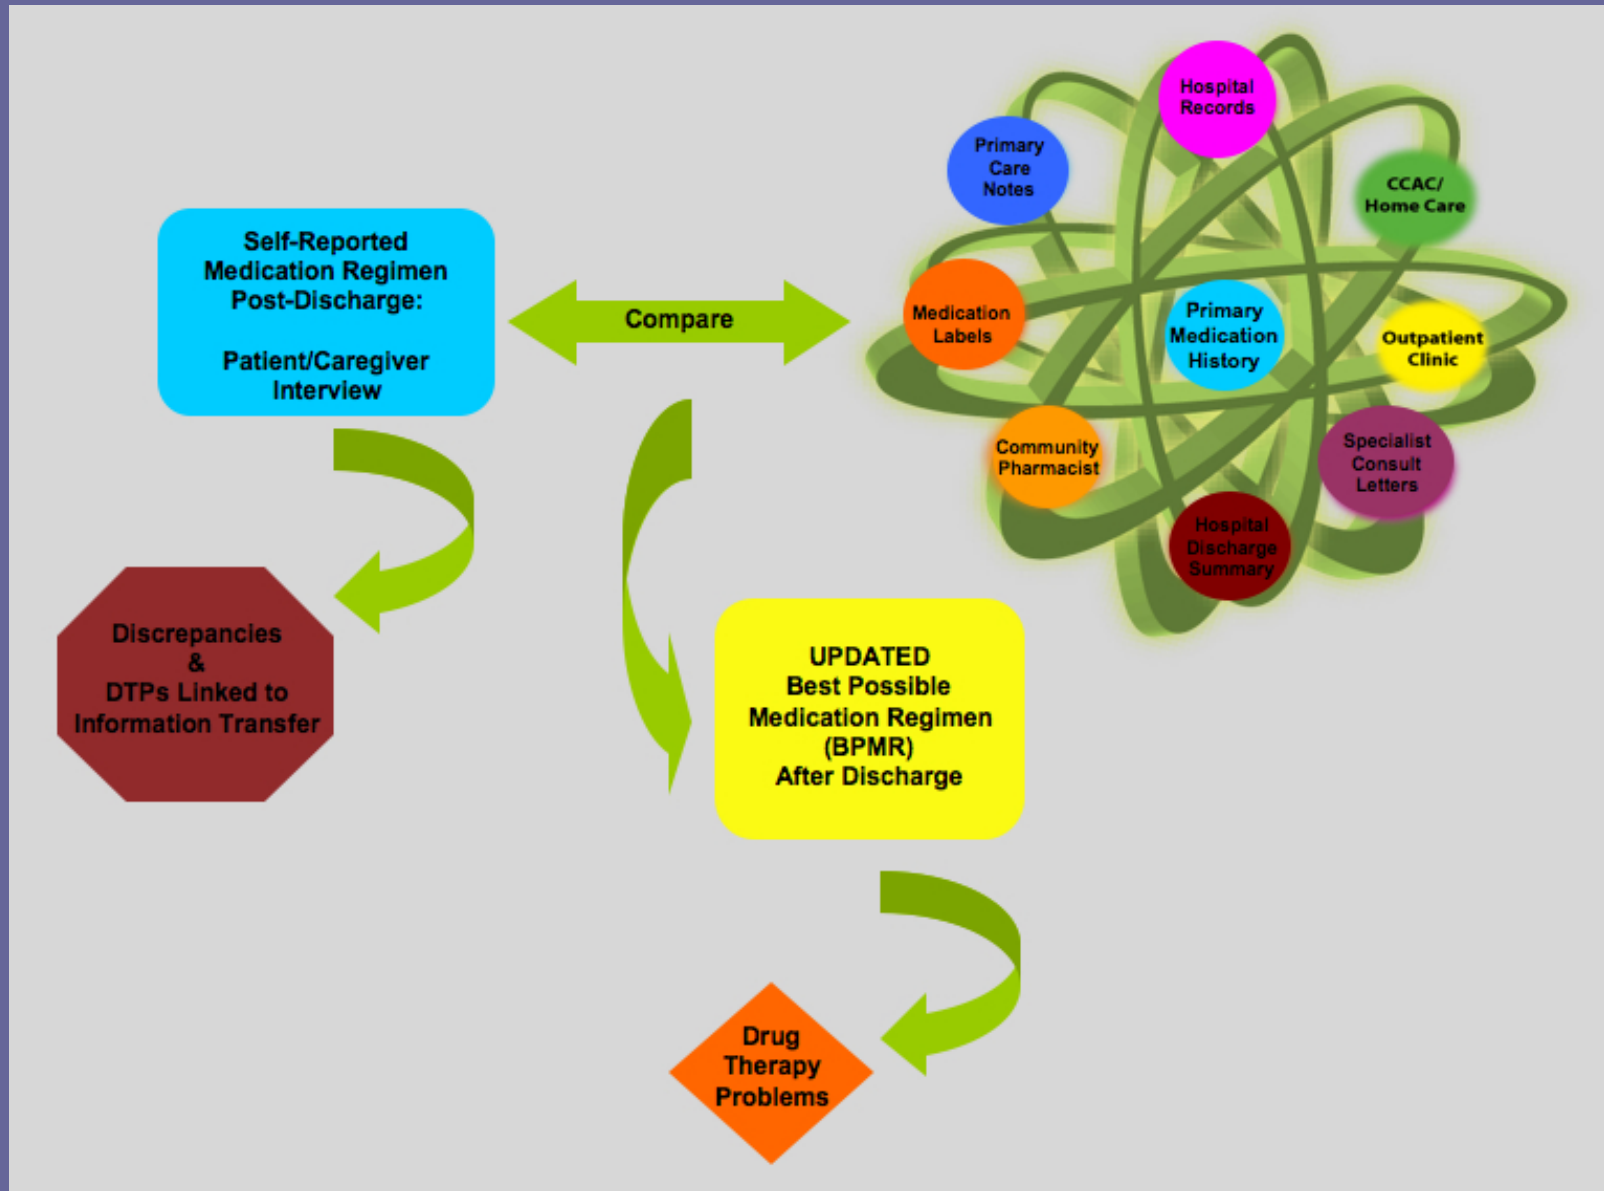 Self-Reported
Medication Regimen
Post-Discharge:
Patient/Caregiver
Interview
Compare
Hospital
Records
Primary
Care
Notes
CCAC/
Home Care
Medication
Labels
Primary
Medication
History
Outpatient
Clinic
Community
Pharmacist
Specialist
Consult
Letters
Hospital
Discharge
Summary
Discrepancies
&
DTPs Linked to
Information Transfer
UPDATED
Best Possible
Medication Regimen
(BPMR)
After Discharge
Drug
Therapy
Problems